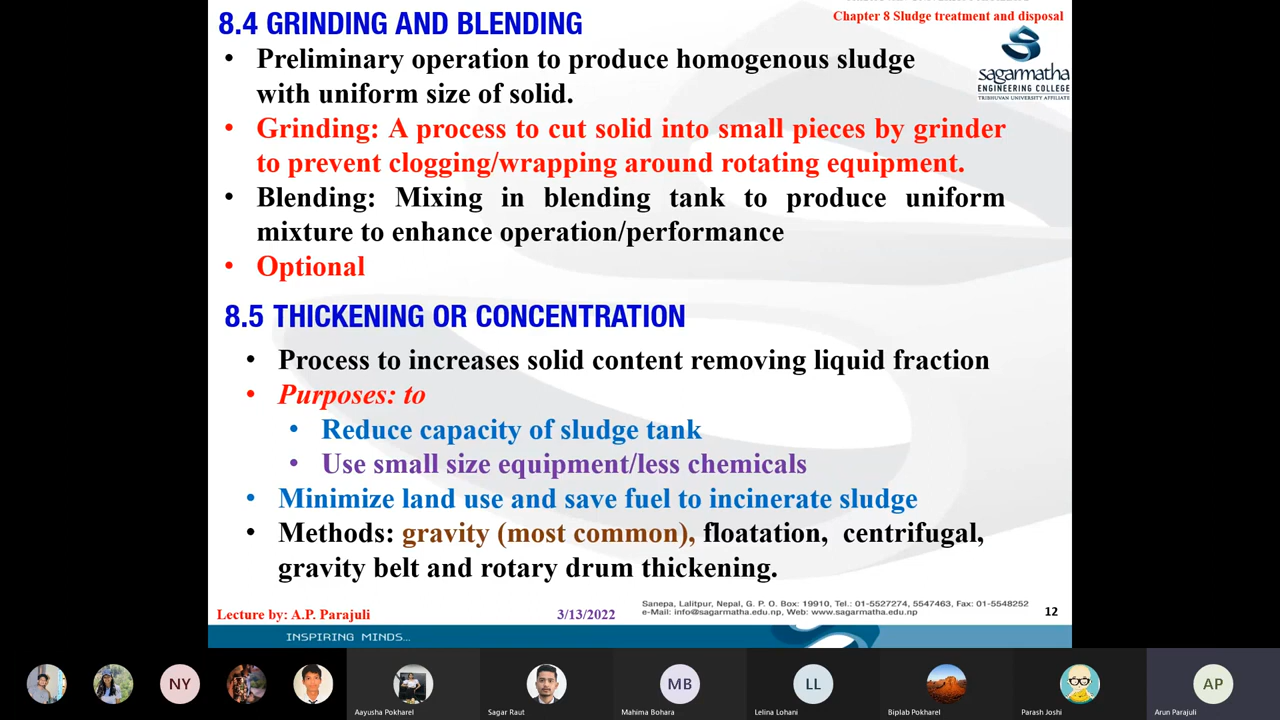 8.4 GRINDING AND BLENDING
Chapter 8 Sludge treatment and disposal
• Preliminary operation to produce homogenous sludge
with uniform size of solid.
sagarmatha
ENGINEERING COLLEGE
TRIBHUVAN UNIVERSITY AFFILIATE
• Grinding: A process to cut solid into small pieces by grinder
to prevent clogging/wrapping around rotating equipment.
• Blending: Mixing in blending tank to produce uniform
mixture to enhance operation/performance
• Optional
8.5 THICKENING OR CONCENTRATION
• Process to increases solid content removing liquid fraction
• Purposes: to
• Reduce capacity of sludge tank
• Use small size equipment/less chemicals
• Minimize land use and save fuel to incinerate sludge
• Methods: gravity (most common), floatation, centrifugal,
gravity belt and rotary drum thickening.
Lecture by: A.P. Parajuli
3/13/2022
Sanepa, Lalitpur, Nepal, G. P. O. Box: 19910, Tel.: 01-5527274, 5547463, Fax: 01-5548252
e-Mail: info@sagarmatha.edu.np, Web: www.sagarmatha.edu.np
12
INSPIRING MINDS...
NY
MB
LL
AP
Aayusha Pokharel
Sagar Raut
Mahima Bohara
Lelina Lohani
Biplab Pokharel
Parash Joshi
Arun Parajuli